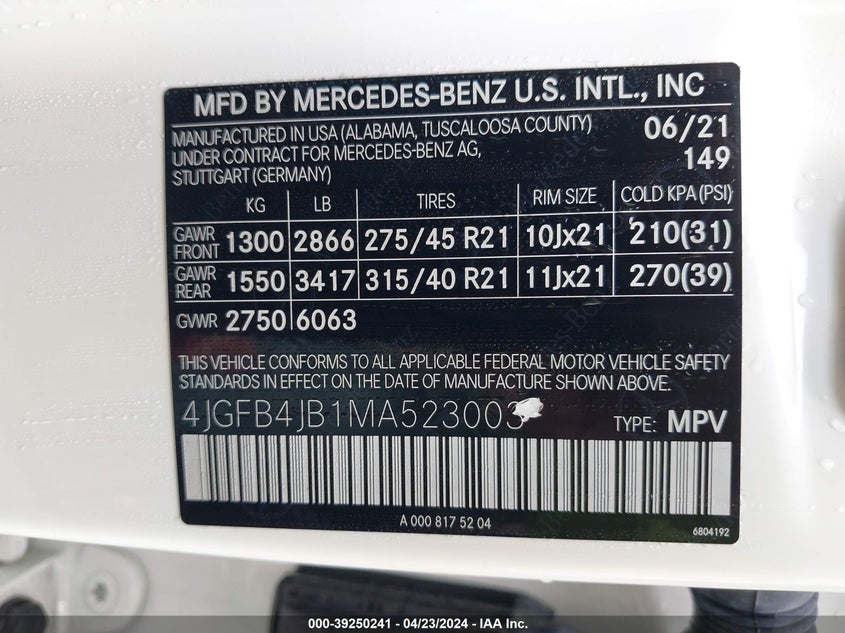 MFD BY MERCEDES-BENZ U.S. INTL., INC
MANUFACTURED IN USA (ALABAMA, TUSCALOOSA COUNTY) 06/21
UNDER CONTRACT FOR MERCEDES-BENZ AG, 149
STUTTGART (GERMANY)
KG LB TIRES RIM SIZE COLD KPA (PSI)
GAWR FRONT 1300 2866 275/45 R21 10Jx21 210(31)
GAWR REAR 1550 3417 315/40 R21 11Jx21 270(39)
GVWR 2750 6063
THIS VEHICLE CONFORMS TO ALL APPLICABLE FEDERAL MOTOR VEHICLE SAFETY
STANDARDS IN EFFECT ON THE DATE OF MANUFACTURE SHOWN ABOVE.
TYPE: MPV
A 000 817 52 04
6804192
000-39250241 - 04/23/2024 - IAA Inc.